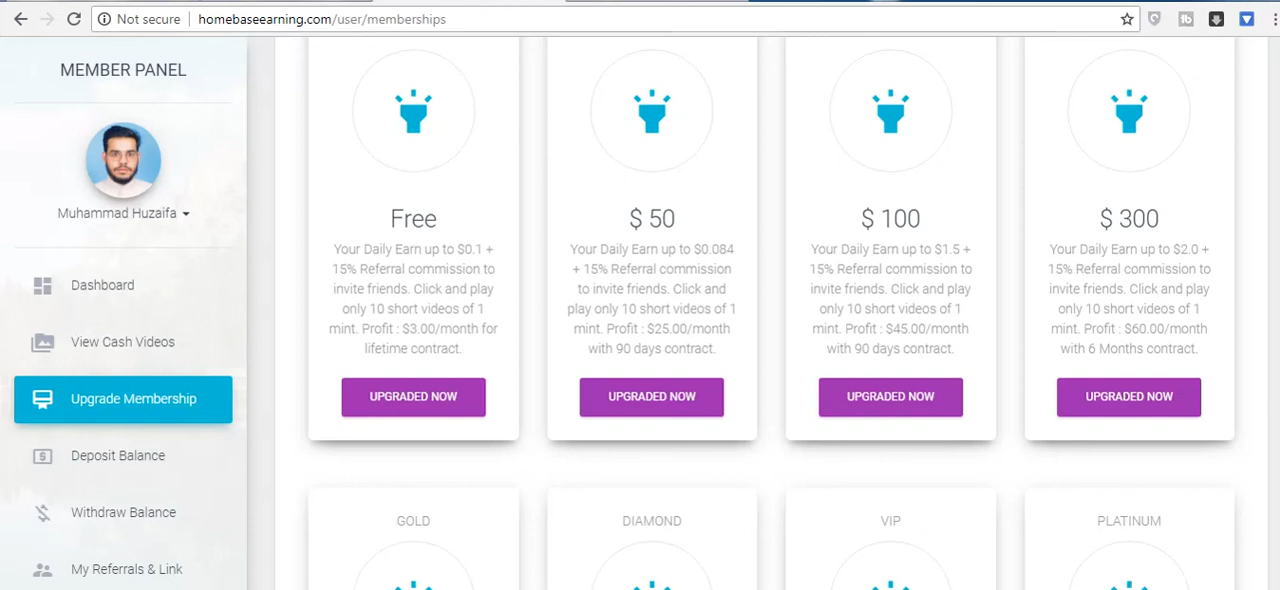 Not secure | homebaseearning.com/user/memberships
MEMBER PANEL
Muhammad Huzaifa
Dashboard
View Cash Videos
Upgrade Membership
Deposit Balance
Withdraw Balance
My Referrals & Link
Free
Your Daily Earn up to $0.1 +
15% Referral commission to
invite friends. Click and play
only 10 short videos of 1
mint. Profit : $3.00/month for
lifetime contract.
UPGRADED NOW
$ 50
Your Daily Earn up to $0.084
+ 15% Referral commission
to invite friends. Click and
play only 10 short videos of 1
mint. Profit : $25.00/month
with 90 days contract.
UPGRADED NOW
$ 100
Your Daily Earn up to $1.5 +
15% Referral commission to
invite friends. Click and play
only 10 short videos of 1
mint. Profit : $45.00/month
with 90 days contract.
UPGRADED NOW
$ 300
Your Daily Earn up to $2.0 +
15% Referral commission to
invite friends. Click and play
only 10 short videos of 1
mint. Profit : $60.00/month
with 6 Months contract.
UPGRADED NOW
GOLD
DIAMOND
VIP
PLATINUM